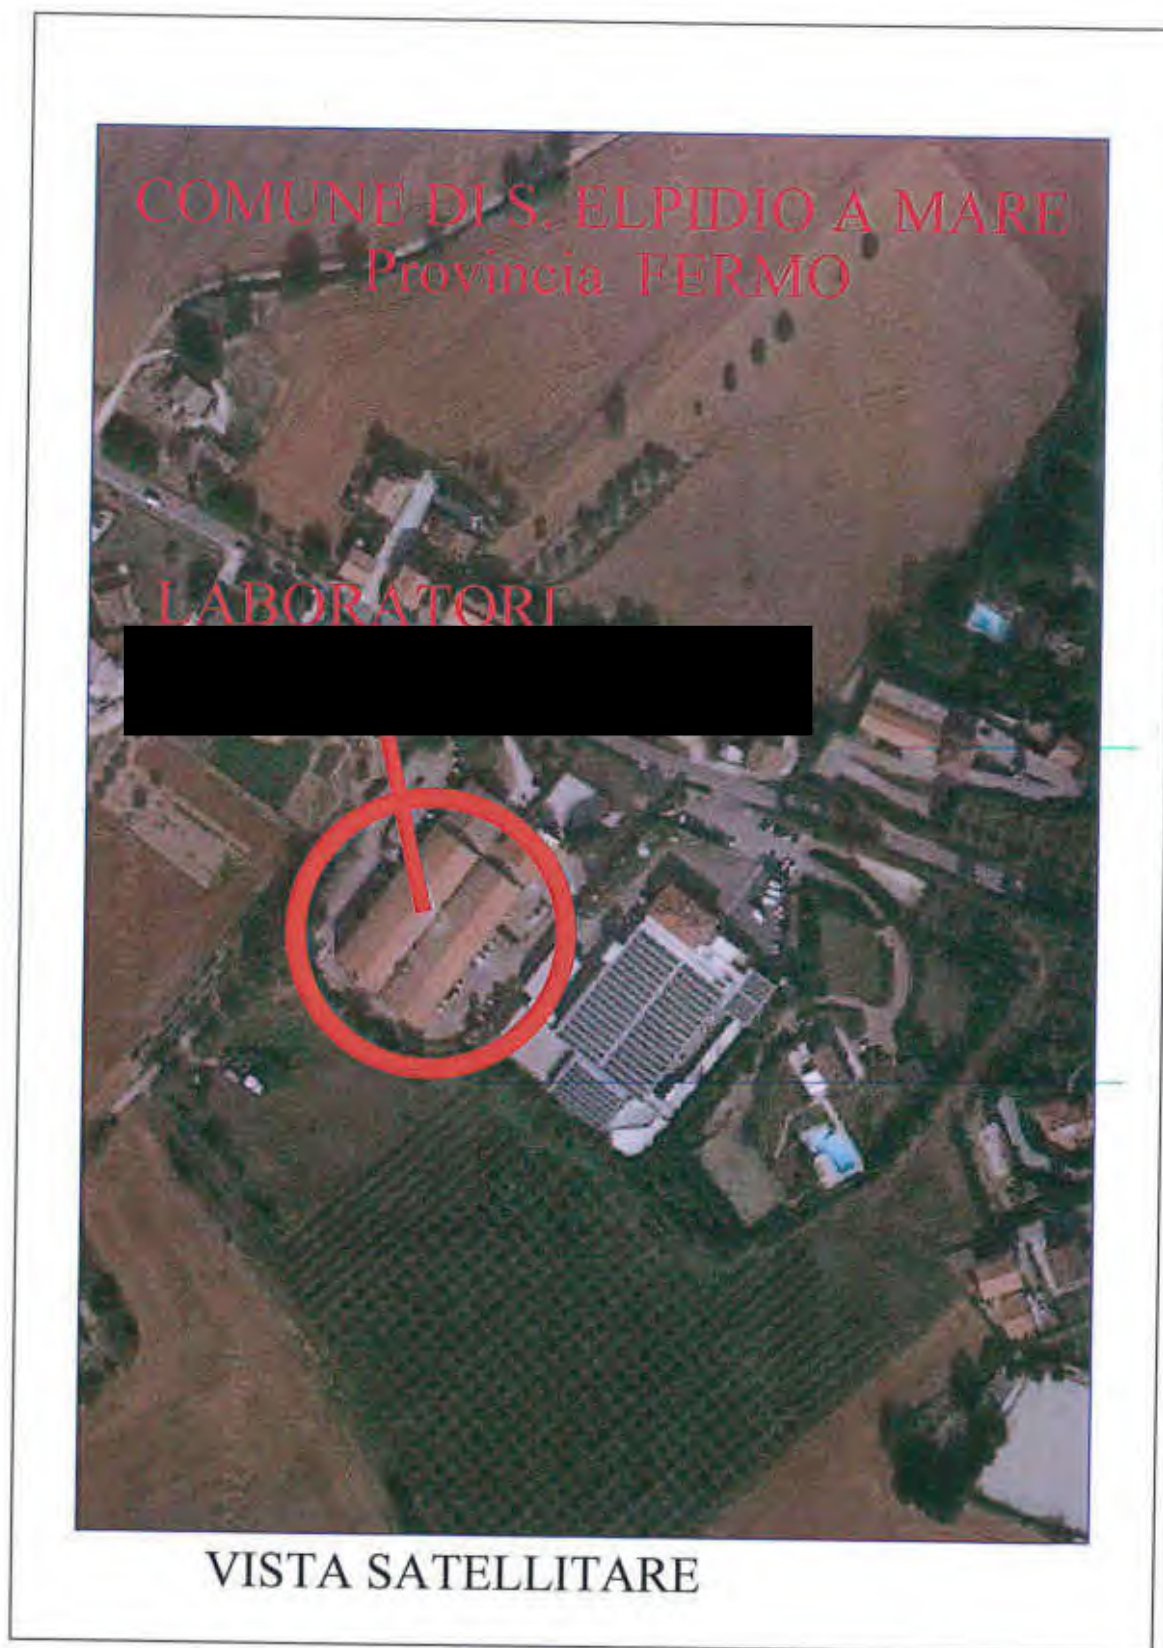 COMUNE DI S. ELPIDIO A MARE
Provincia FERMO
LABORATORI
VISTA SATELLITARE